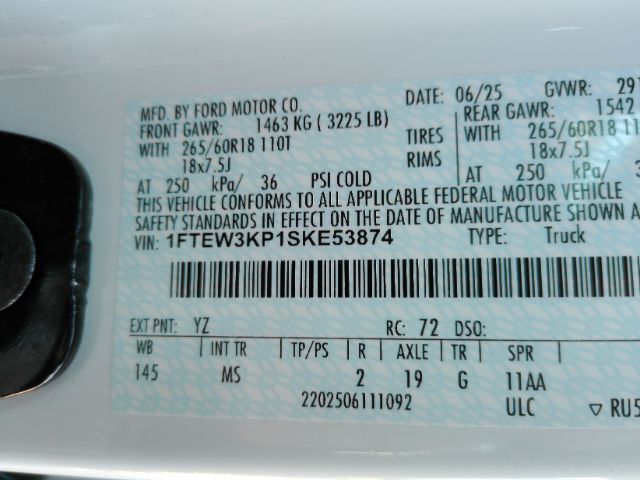 MFD. BY FORD MOTOR CO. DATE: 06/25 GVWR: 291
FRONT GAWR: 1463 KG ( 3225 LB) REAR GAWR: 1542
WITH 265/60R18 110T TIRES WITH 265/60R18 1
18x7.5J RIMS 18x7.5J
AT 250 kPa/ 36 PSI COLD AT 250 kPa/ 3
THIS VEHICLE CONFORMS TO ALL APPLICABLE FEDERAL MOTOR VEHICLE
SAFETY STANDARDS IN EFFECT ON THE DATE OF MANUFACTURE SHOWN A
VIN: 1FTEW3KP1SKE53874 TYPE: Truck
EXT PNT: YZ RC: 72 DSO:
WB | INT TR | TP/PS | R | AXLE | TR | SPR
145 MS 2 19 G 11AA
2202506111092 ULC ▽ RU5